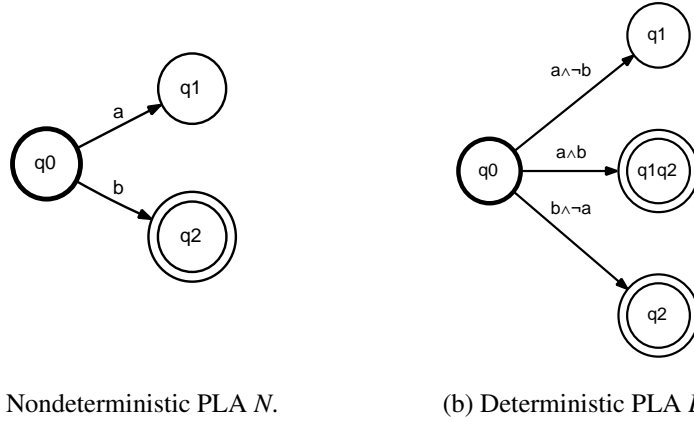 q0
a
q1
b
q2
Nondeterministic PLA N.
q0
a∧¬b
q1
a∧b
q1q2
b∧¬a
q2
(b) Deterministic PLA